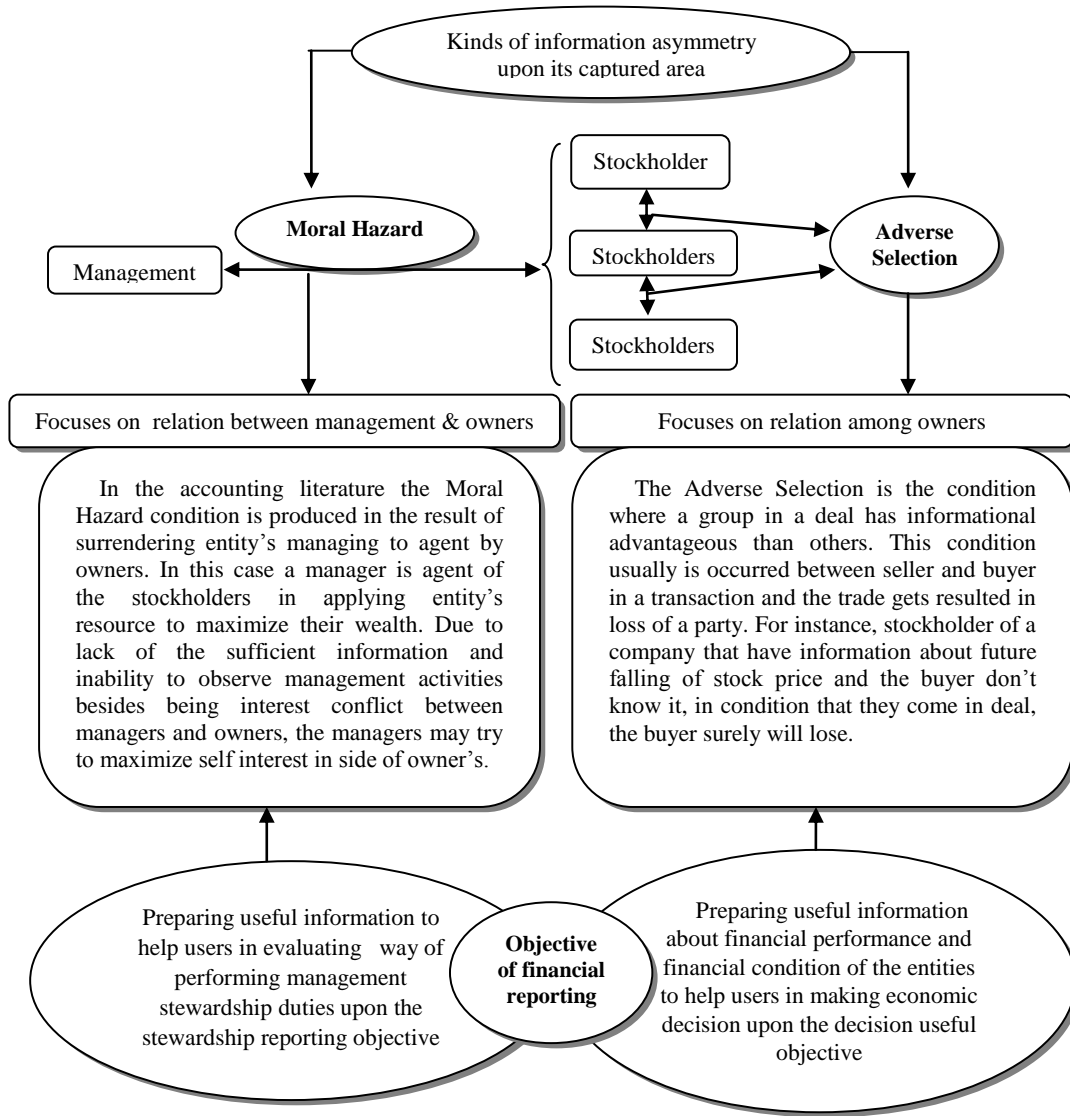 Kinds of information asymmetry
upon its captured area
Stockholder
Moral Hazard
Adverse
Selection
Management
Stockholders
Stockholders
Focuses on relation between management & owners
Focuses on relation among owners
In the accounting literature the Moral
Hazard condition is produced in the result of
surrendering entity's managing to agent by
owners. In this case a manager is agent of
the stockholders in applying entity's
resource to maximize their wealth. Due to
lack of the sufficient information and
inability to observe management activities
besides being interest conflict between
managers and owners, the managers may try
to maximize self interest in side of owner's.
The Adverse Selection is the condition
where a group in a deal has informational
advantageous than others. This condition
usually is occurred between seller and buyer
in a transaction and the trade gets resulted in
loss of a party. For instance, stockholder of a
company that have information about future
falling of stock price and the buyer don't
know it, in condition that they come in deal,
the buyer surely will lose.
Preparing useful information to
help users in evaluating way of
performing management
stewardship duties upon the
stewardship reporting objective
Objective
of financial
reporting
Preparing useful information
about financial performance and
financial condition of the entities
to help users in making economic
decision upon the decision useful
objective